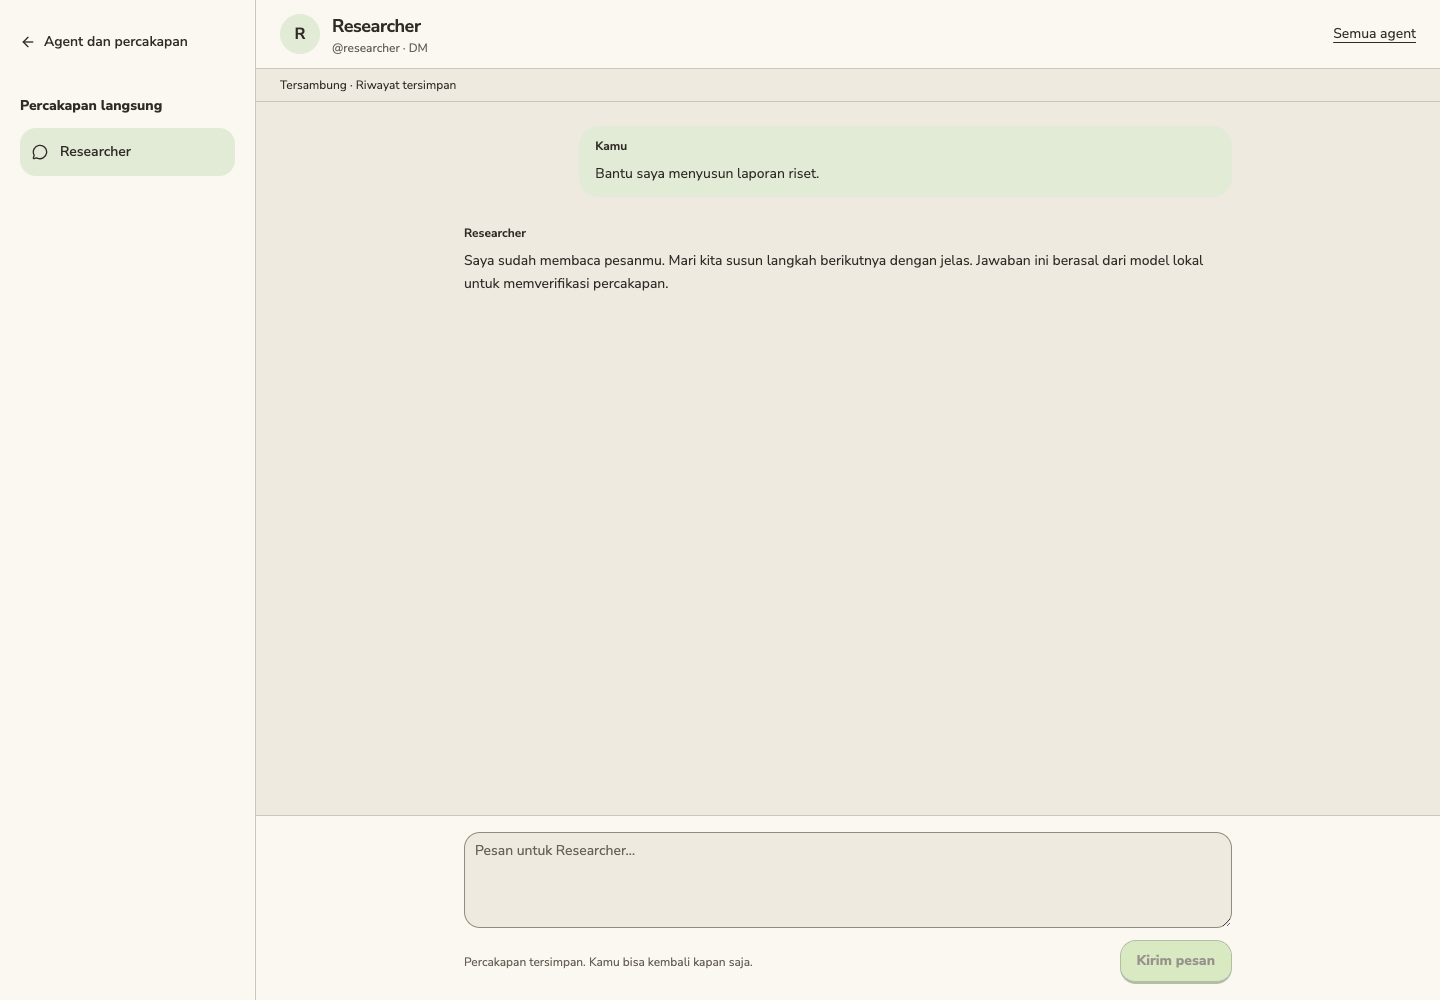 Agent dan percakapan
Percakapan langsung
Researcher
R
Researcher
@researcher · DM
Semua agent
Tersambung · Riwayat tersimpan
Kamu
Bantu saya menyusun laporan riset.
Researcher
Saya sudah membaca pesanmu. Mari kita susun langkah berikutnya dengan jelas. Jawaban ini berasal dari model lokal
untuk memverifikasi percakapan.
Pesan untuk Researcher...
Percakapan tersimpan. Kamu bisa kembali kapan saja.
Kirim pesan